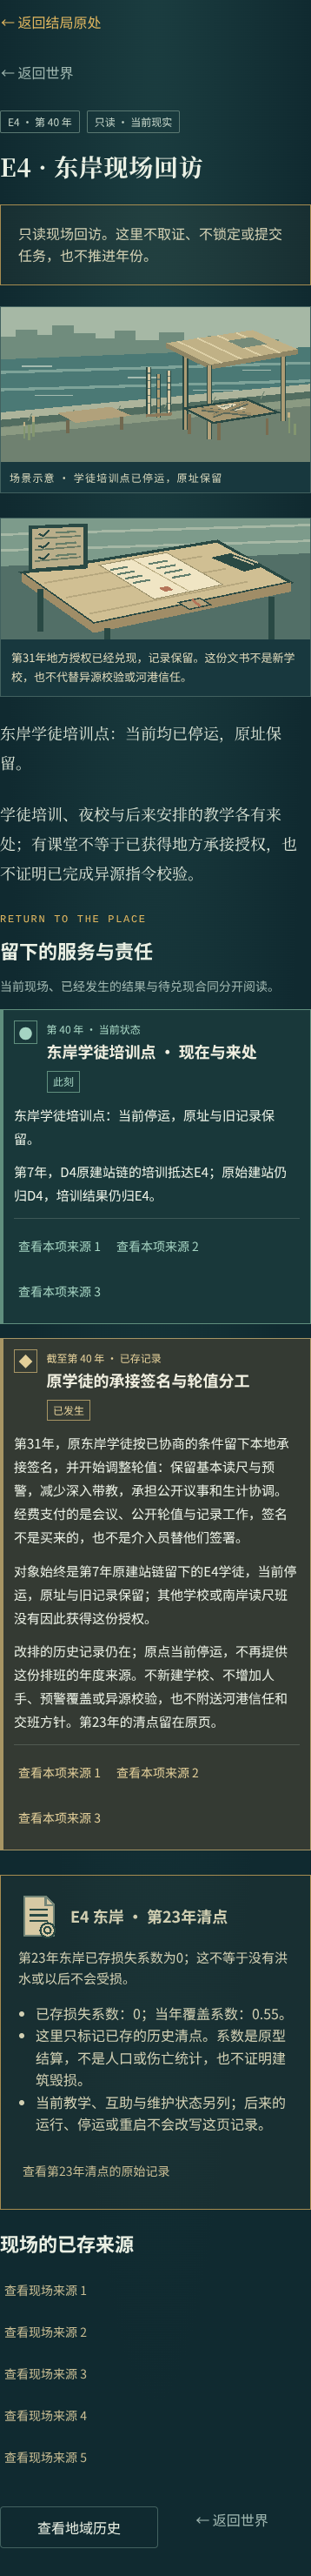 ← 返回结局原处
← 返回世界
E4 · 第 40 年
只读 · 当前现实
E4 · 东岸现场回访
只读现场回访。这里不取证、不锁定或提交
任务，也不推进年份。
场景示意 · 学徒培训点已停运，原址保留
第31年地方授权已经兑现，记录保留。这份文书不是新学
校，也不代替异源校验或河港信任。
东岸学徒培训点：当前均已停运，原址保
留。
学徒培训、夜校与后来安排的教学各有来
处；有课堂不等于已获得地方承接授权，也
不证明已完成异源指令校验。
RETURN TO THE PLACE
留下的服务与责任
当前现场、已经发生的结果与待兑现合同分开阅读。
第 40 年 · 当前状态
东岸学徒培训点 · 现在与来处
此刻
东岸学徒培训点：当前停运，原址与旧记录保
留。
第7年，D4原建站链的培训抵达E4；原始建站仍
归D4，培训结果仍归E4。
查看本项来源 1
查看本项来源 2
查看本项来源 3
截至第 40 年 · 已存记录
原学徒的承接签名与轮值分工
已发生
第31年，原东岸学徒按已协商的条件留下本地承
接签名，并开始调整轮值：保留基本读尺与预
警，减少深入带教，承担公开议事和生计协调。
经费支付的是会议、公开轮值与记录工作，签名
不是买来的，也不是介入员替他们签署。
对象始终是第7年原建站链留下的E4学徒，当前停
运，原址与旧记录保留；其他学校或南岸读尺班
没有因此获得这份授权。
改排的历史记录仍在；原点当前停运，不再提供
这份排班的年度来源。不新建学校、不增加人
手、预警覆盖或异源校验，也不附送河港信任和
交班方针。第23年的清点留在原页。
查看本项来源 1
查看本项来源 2
查看本项来源 3
E4 东岸 · 第23年清点
第23年东岸已存损失系数为0；这不等于没有洪
水或以后不会受损。
• 已存损失系数：0；当年覆盖系数：0.55。
• 这里只标记已存的历史清点。系数是原型
结算，不是人口或伤亡统计，也不证明建
筑毁损。
• 当前教学、互助与维护状态另列；后来的
运行、停运或重启不会改写这页记录。
查看第23年清点的原始记录
现场的已存来源
查看现场来源 1
查看现场来源 2
查看现场来源 3
查看现场来源 4
查看现场来源 5
查看地域历史
← 返回世界